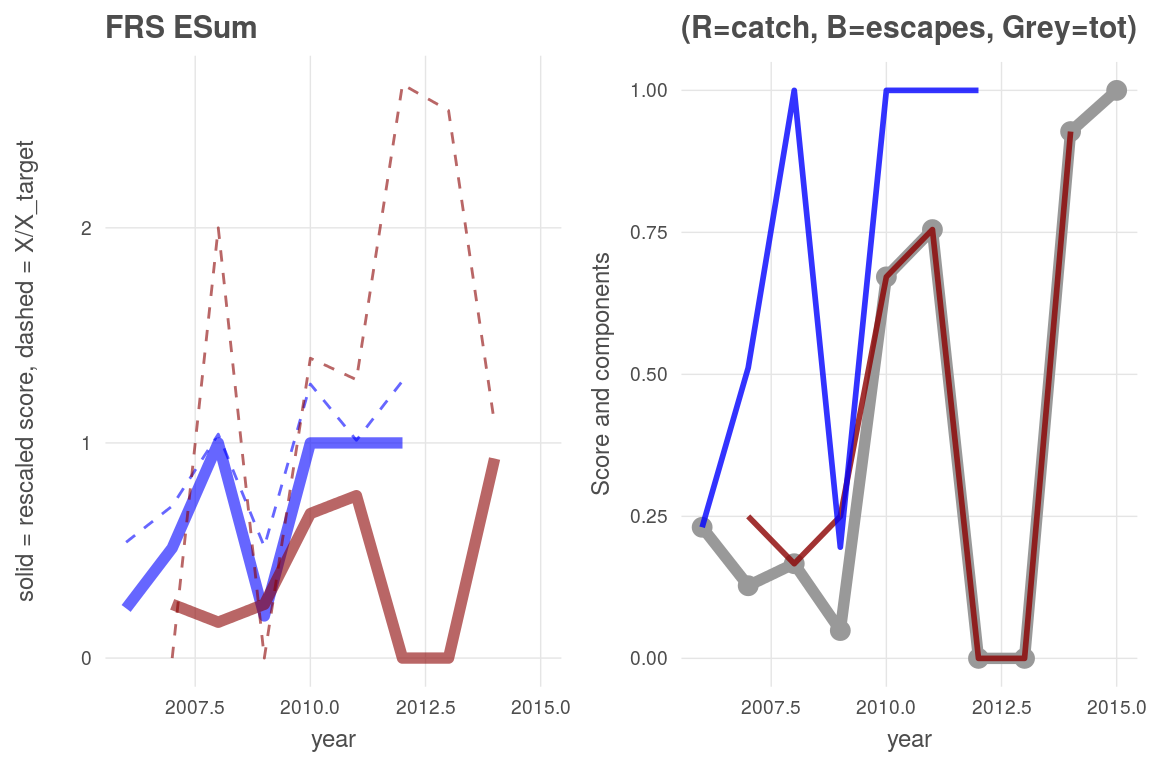 FRS ESum
solid = rescaled score, dashed = X/X_target
2
1
0
2007.5
2010.0
2012.5
2015.0
year
(R=catch, B=escapes, Grey=tot)
Score and components
1.00
0.75
0.50
0.25
0.00
2007.5
2010.0
2012.5
2015.0
year